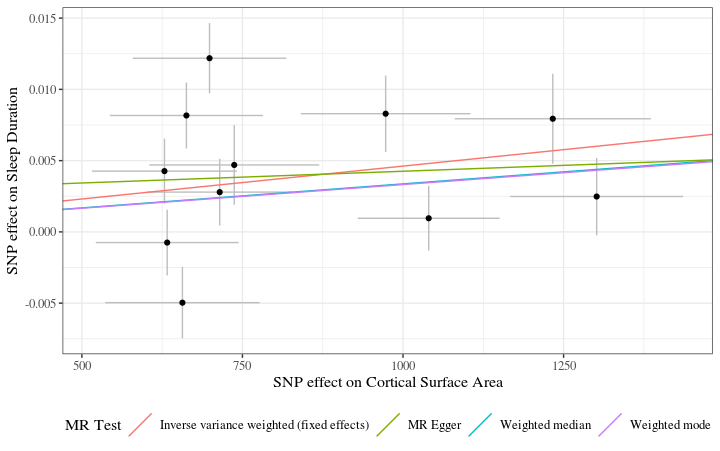 0.015
0.010
0.005
0.000
-0.005
SNP effect on Sleep Duration
500 750 1000 1250
SNP effect on Cortical Surface Area
MR Test Inverse variance weighted (fixed effects) MR Egger Weighted median Weighted mode